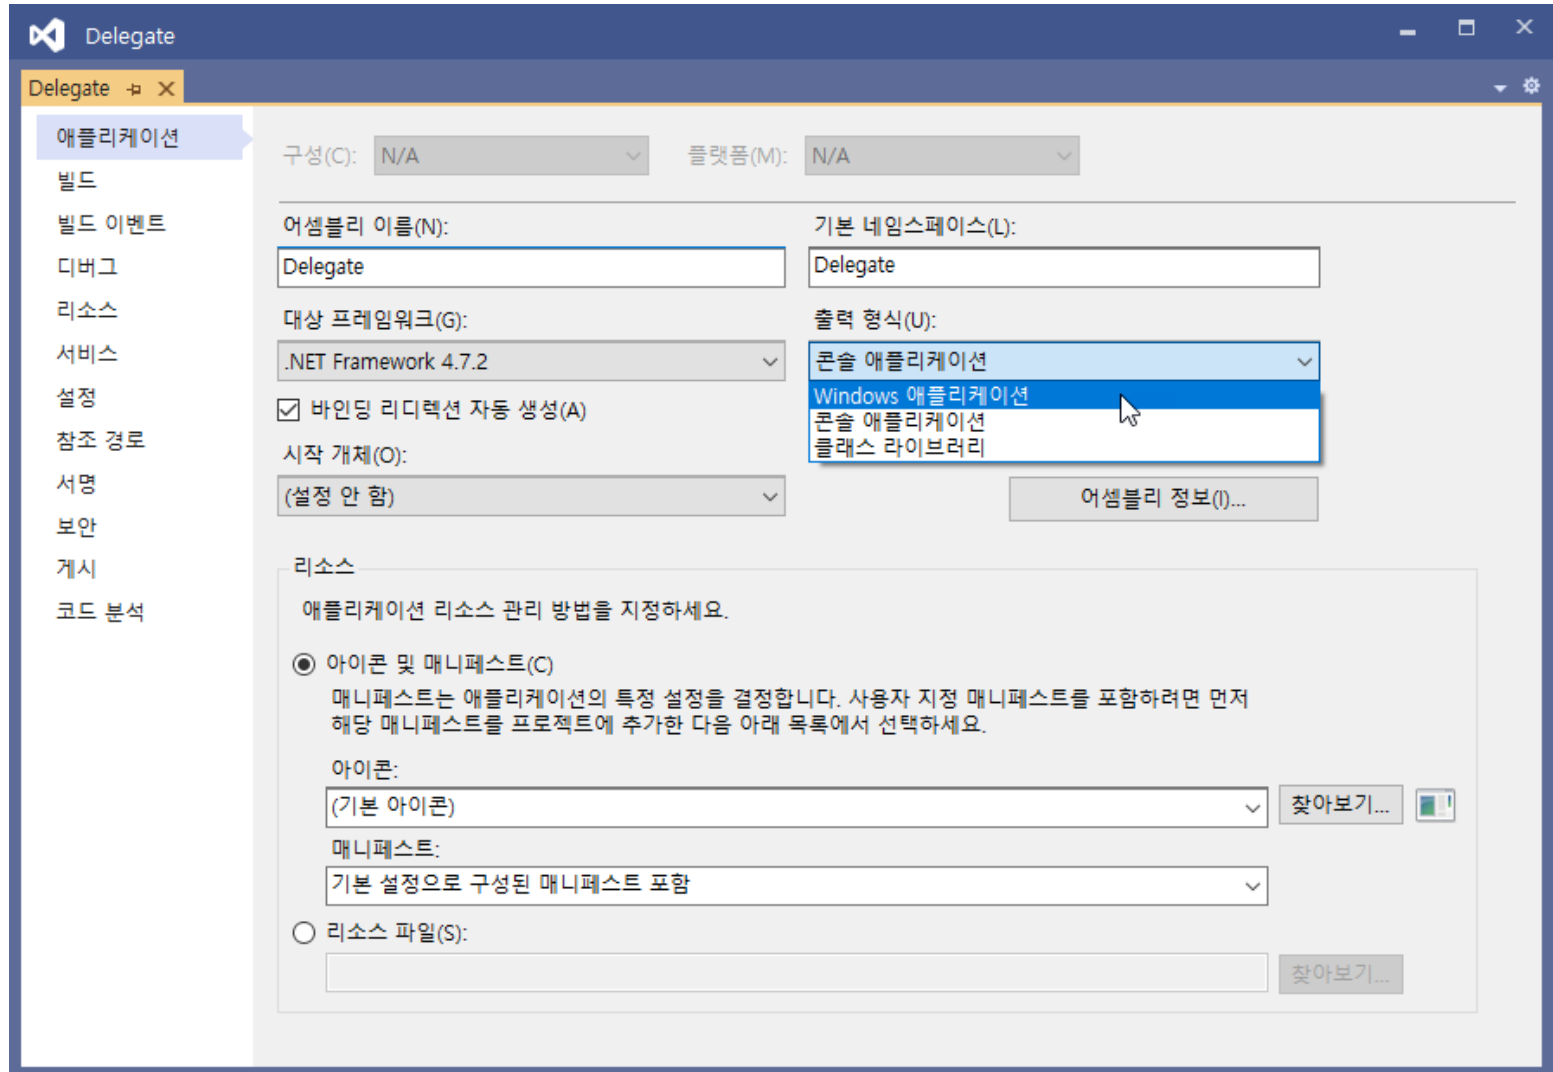 Delegate
Delegate
애플리케이션
빌드
빌드 이벤트
디버그
리소스
서비스
설정
참조 경로
서명
보안
게시
코드 분석
구성(C): N/A 플랫폼(M): N/A
어셈블리 이름(N): 기본 네임스페이스(L):
Delegate Delegate
대상 프레임워크(G): 출력 형식(U):
.NET Framework 4.7.2 콘솔 애플리케이션
Windows 애플리케이션
콘솔 애플리케이션
클래스 라이브러리
바인딩 리디렉션 자동 생성(A)
시작 개체(O):
(설정 안 함) 어셈블리 정보(I)...
리소스
애플리케이션 리소스 관리 방법을 지정하세요.
아이콘 및 매니페스트(C)
매니페스트는 애플리케이션의 특정 설정을 결정합니다. 사용자 지정 매니페스트를 포함하려면 먼저
해당 매니페스트를 프로젝트에 추가한 다음 아래 목록에서 선택하세요.
아이콘:
(기본 아이콘) 찾아보기...
매니페스트:
기본 설정으로 구성된 매니페스트 포함
리소스 파일(S):
찾아보기...